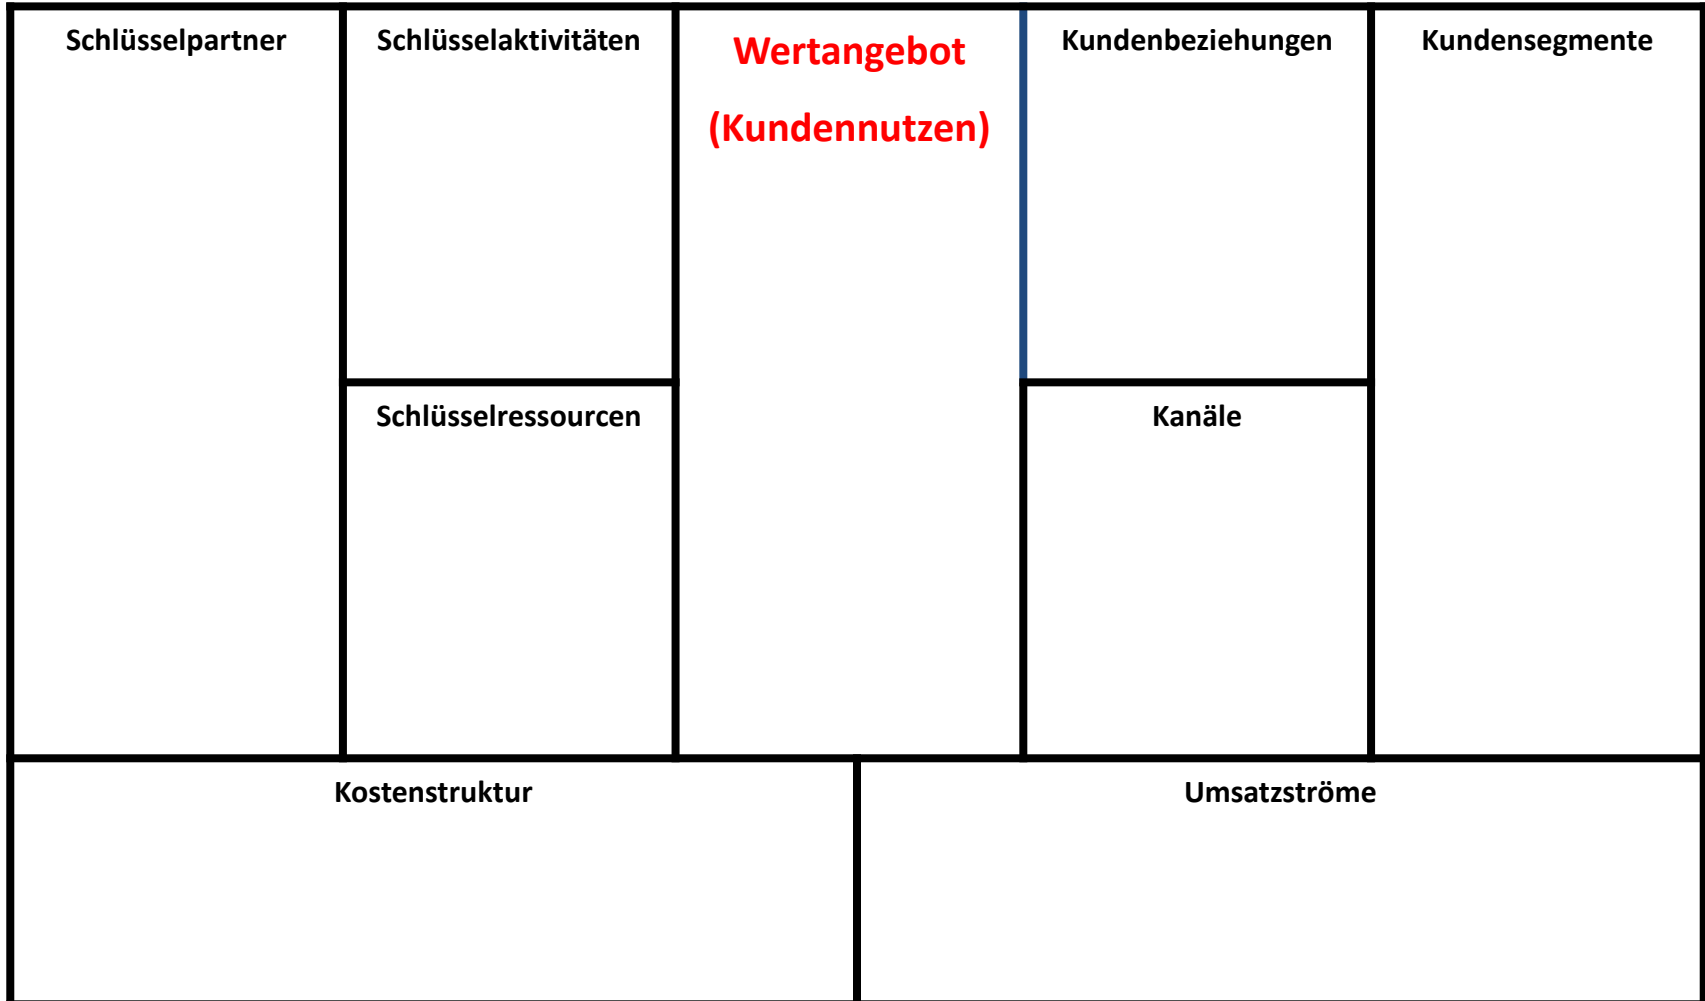 Schlüsselpartner
Schlüsselaktivitäten
Wertangebot
(Kundennutzen)
Kundenbeziehungen
Kundensegmente
Schlüsselressourcen
Kanäle
Kostenstruktur
Umsatzströme